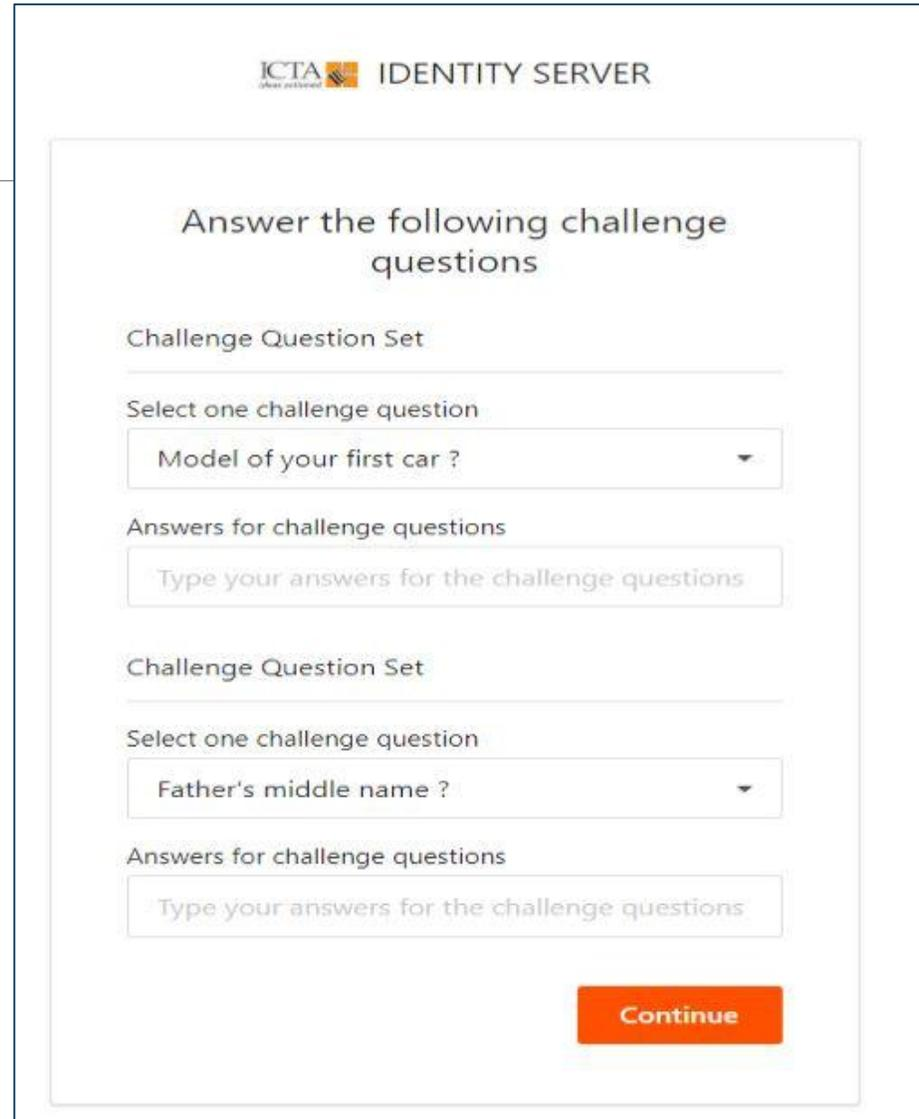 ICTA IDENTITY SERVER
ideas actioned
Answer the following challenge
questions
Challenge Question Set
Select one challenge question
Model of your first car ?
Answers for challenge questions
Type your answers for the challenge questions
Challenge Question Set
Select one challenge question
Father's middle name ?
Answers for challenge questions
Type your answers for the challenge questions
Continue